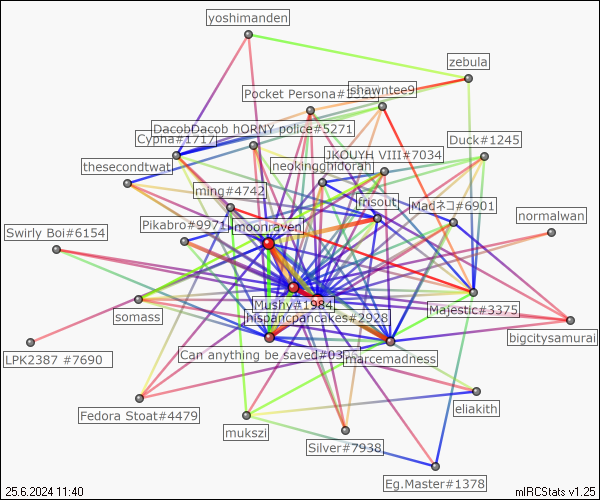 yoshimanden
zebula
shawntee9
Pocket Persona#
DacobDacob hORNY police#5271
Cypha#1717
Duck#1245
JKOUYH VIII#7034
neokingghidorah
thesecondtwat
ming#4742
frisout
Madネコ#6901
normalwan
Pikabro#9971
moonraven
Swirly Boi#6154
Mushy#1984
hispancpancakes#2928
somass
Majestic#3375
bigcitysamurai
LPK2387 #7690
Can anything be saved#03
marcemadness
Fedora Stoat#4479
eliakith
mukszi
Silver#7938
Eg.Master#1378
25.6.2024 11:40
mIRCStats v1.25